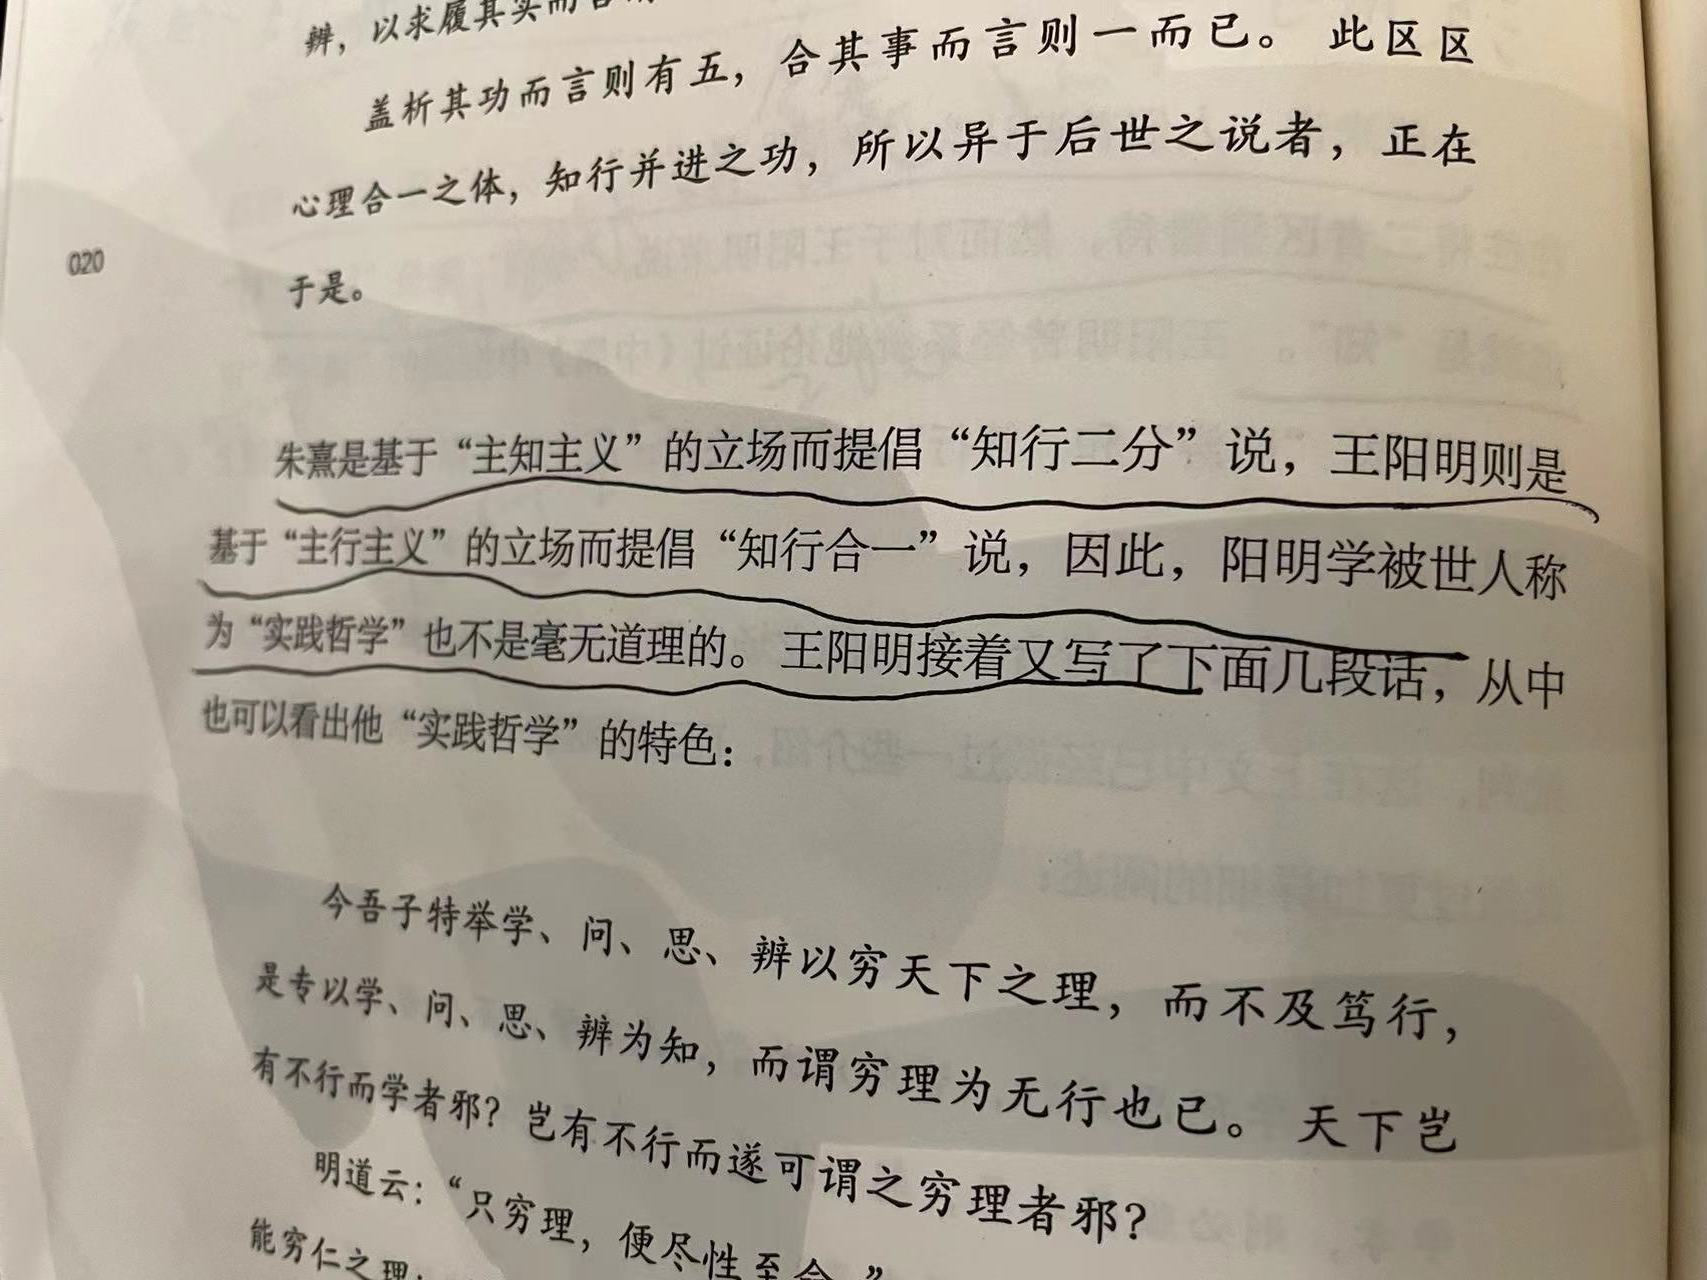 辨，以求履其实而言
盖析其功而言则有五，合其事而言则一而已。此区区
心理合一之体，知行并进之功，所以异于后世之说者，正在
020
于是。
朱熹是基于“主知主义”的立场而提倡“知行二分”说，王阳明则是
基于“主行主义”的立场而提倡“知行合一”说，因此，阳明学被世人称
为“实践哲学”也不是毫无道理的。王阳明接着又写了下面几段话，从中
也可以看出他“实践哲学”的特色：
今吾子特举学、问、思、辨以穷天下之理，而不及笃行，
是专以学、问、思、辨为知，而谓穷理为无行也已。天下岂
有不行而学者邪？岂有不行而遂可谓之穷理者邪？
明道云：“只穷理，便尽性至命。”
能穷仁之理